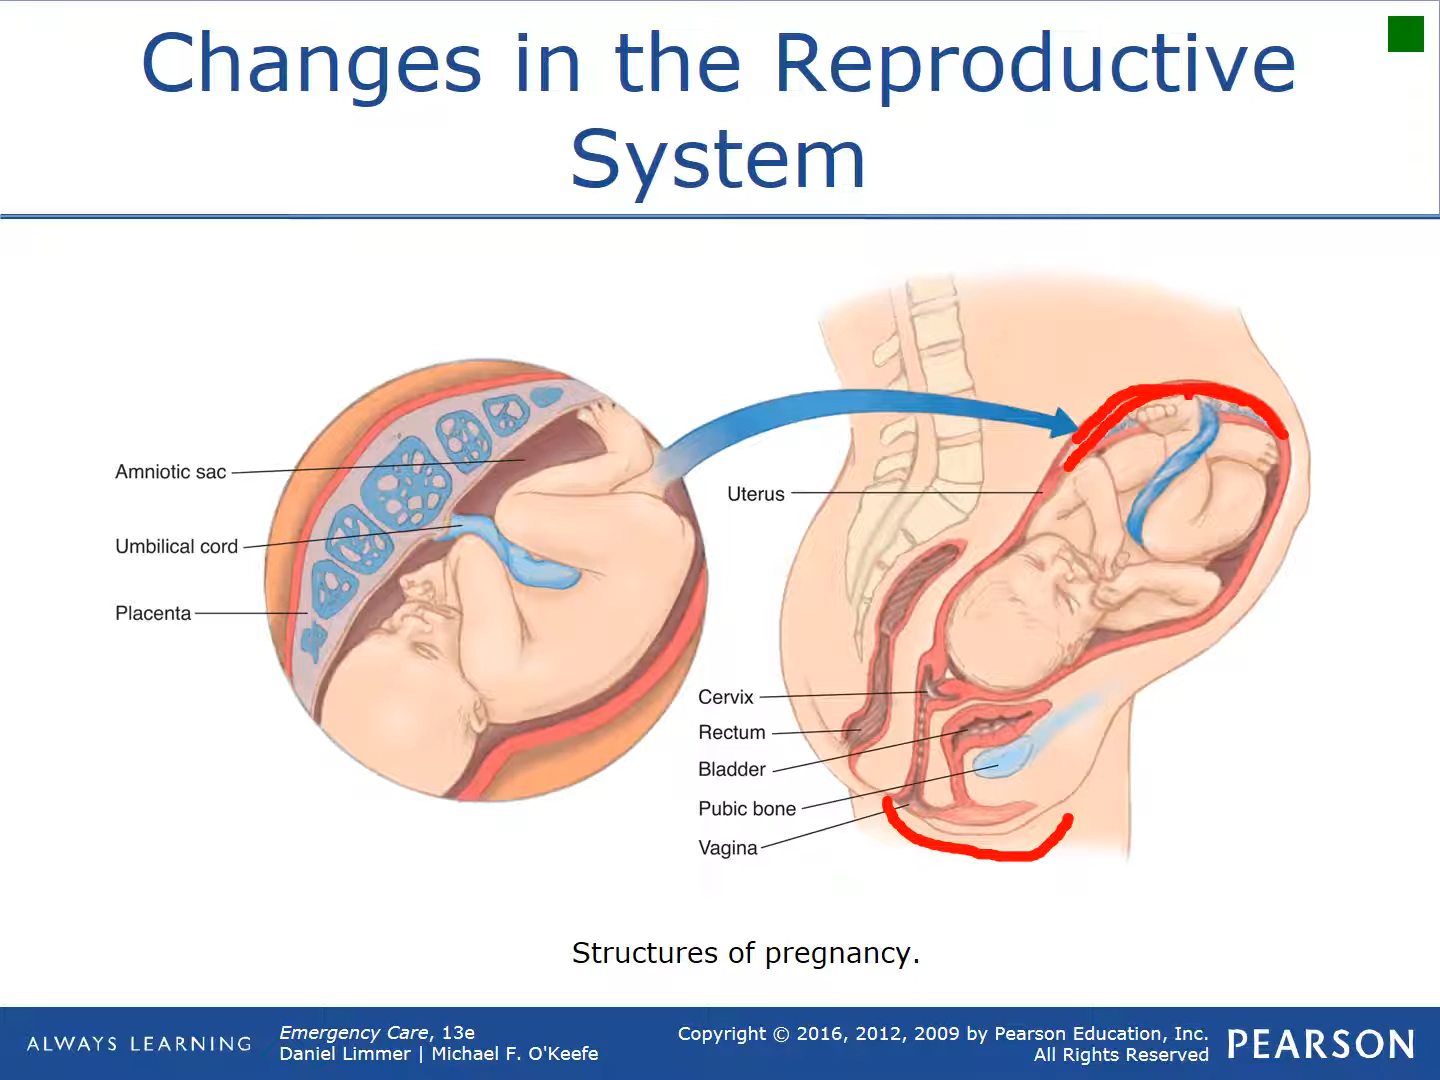 Changes in the Reproductive
System
Amniotic sac
Umbilical cord
Placenta
Uterus
Cervix
Rectum
Bladder
Pubic bone
Vagina
Structures of pregnancy.
ALWAYS LEARNING
Emergency Care, 13e
Daniel Limmer | Michael F. O'Keefe
Copyright © 2016, 2012, 2009 by Pearson Education, Inc.
All Rights Reserved
PEARSON